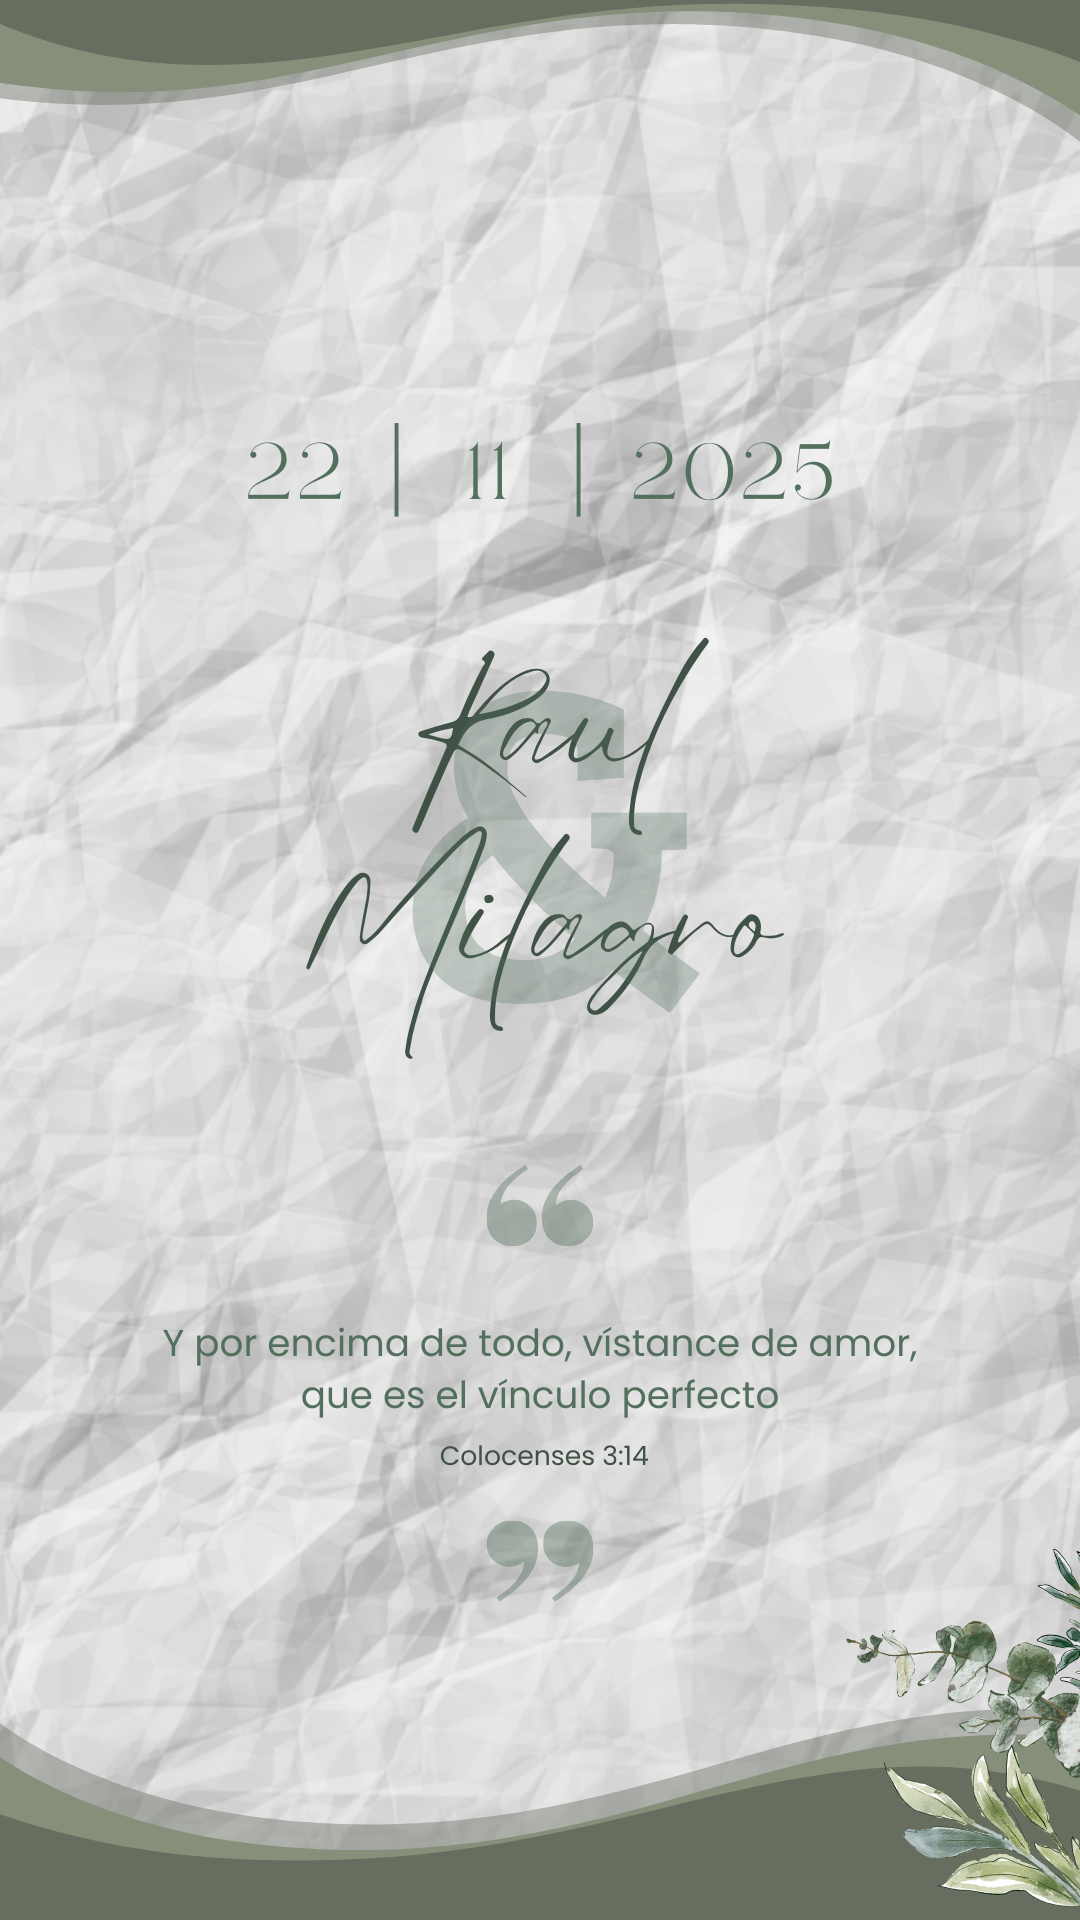 22 | 11 | 2025
Raul
&
Milagro
“
Y por encima de todo, vístance de amor,
que es el vínculo perfecto
Colocenses 3:14
”